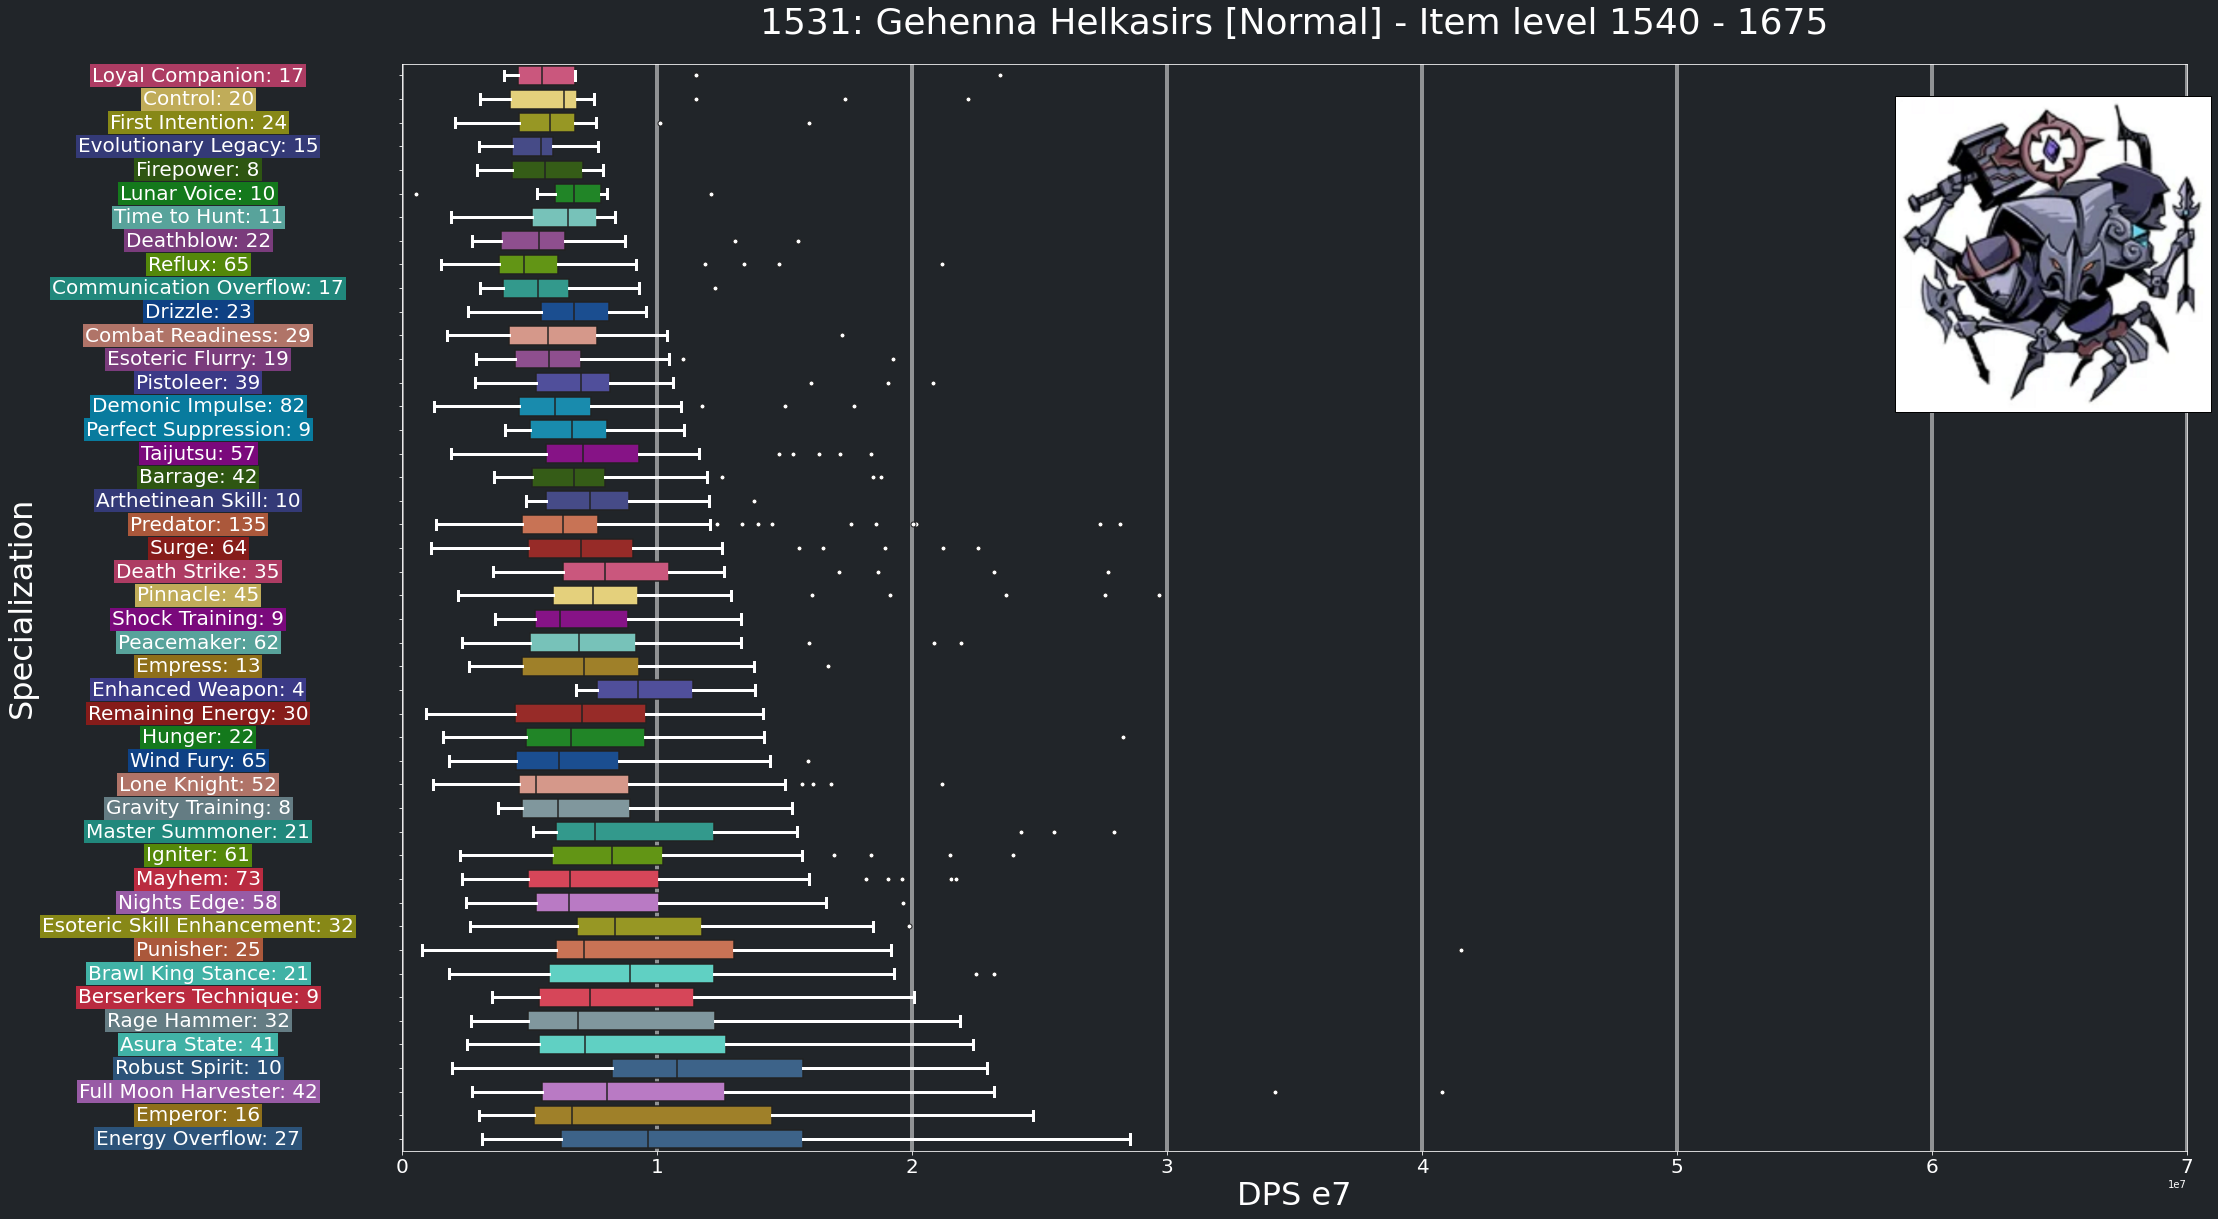 1531: Gehenna Helkasirs [Normal] - Item level 1540 - 1675
Specialization
Loyal Companion: 17
Control: 20
First Intention: 24
Evolutionary Legacy: 15
Firepower: 8
Lunar Voice: 10
Time to Hunt: 11
Deathblow: 22
Reflux: 65
Communication Overflow: 17
Drizzle: 23
Combat Readiness: 29
Esoteric Flurry: 19
Pistoleer: 39
Demonic Impulse: 82
Perfect Suppression: 9
Taijutsu: 57
Barrage: 42
Arthetinean Skill: 10
Predator: 135
Surge: 64
Death Strike: 35
Pinnacle: 45
Shock Training: 9
Peacemaker: 62
Empress: 13
Enhanced Weapon: 4
Remaining Energy: 30
Hunger: 22
Wind Fury: 65
Lone Knight: 52
Gravity Training: 8
Master Summoner: 21
Igniter: 61
Mayhem: 73
Nights Edge: 58
Esoteric Skill Enhancement: 32
Punisher: 25
Brawl King Stance: 21
Berserkers Technique: 9
Rage Hammer: 32
Asura State: 41
Robust Spirit: 10
Full Moon Harvester: 42
Emperor: 16
Energy Overflow: 27
0 1 2 3 4 5 6 7
1e7
DPS e7